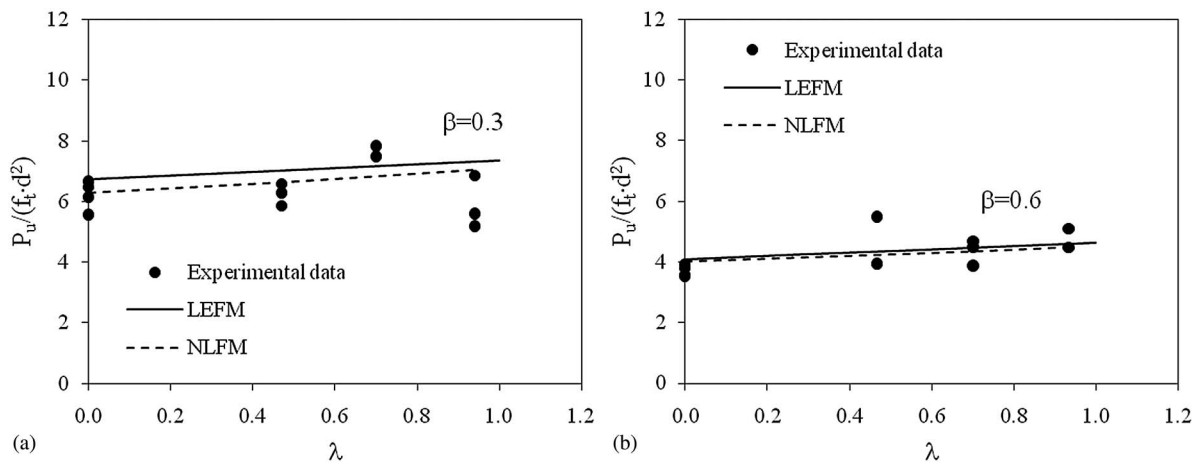 12
10
8
6
4
2
0
Pu/(ft·d²)
β=0.3
Experimental data
LEFM
NLFM
0.0 0.2 0.4 0.6 0.8 1.0 1.2
(a)
λ
12
10
8
6
4
2
0
Pu/(ft·d²)
Experimental data
LEFM
NLFM
β=0.6
0.0 0.2 0.4 0.6 0.8 1.0 1.2
(b)
λ